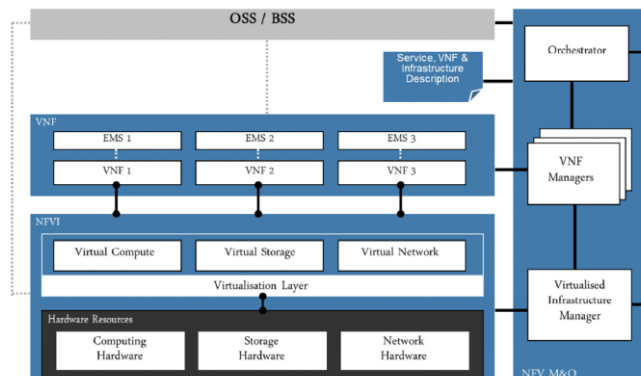 OSS / BSS
Service, VNF &
Infrastructure
Description
Orchestrator
VNF
EMS 1
EMS 2
EMS 3
VNF 1
VNF 2
VNF 3
VNF
Managers
NFVI
Virtual Compute
Virtual Storage
Virtual Network
Virtualisation Layer
Virtualised
Infrastructure
Manager
Hardware Resources
Computing
Hardware
Storage
Hardware
Network
Hardware
NFV M&O